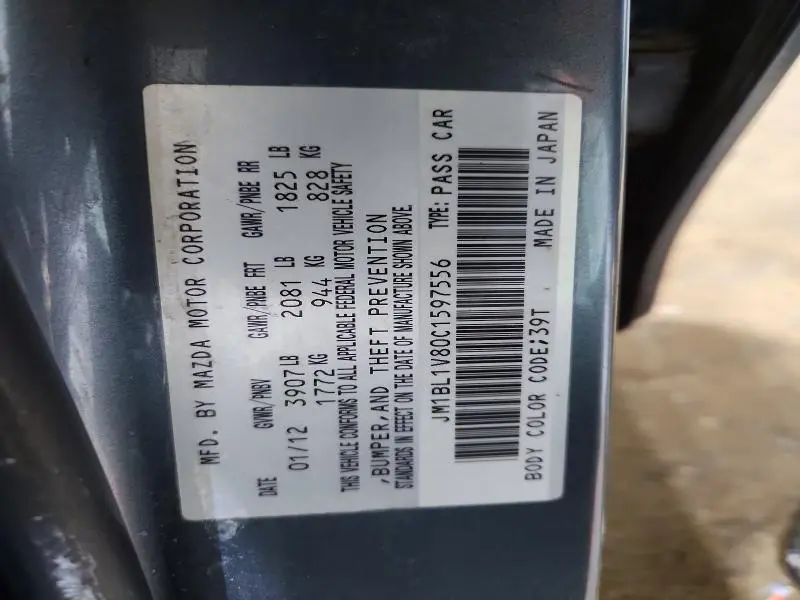 MFD. BY MAZDA MOTOR CORPORATION
DATE GVWR/PNBV GAWR/PNBE FRT GAWR/PNBE RR
01/12 3907 LB 2081 LB 1825 LB
1772 KG 944 KG 828 KG
THIS VEHICLE CONFORMS TO ALL APPLICABLE FEDERAL MOTOR VEHICLE SAFETY
,BUMPER,AND THEFT PREVENTION
STANDARDS IN EFFECT ON THE DATE OF MANUFACTURE SHOWN ABOVE.
JM1BL1V80C1597556 TYPE: PASS CAR
BODY COLOR CODE;39T MADE IN JAPAN